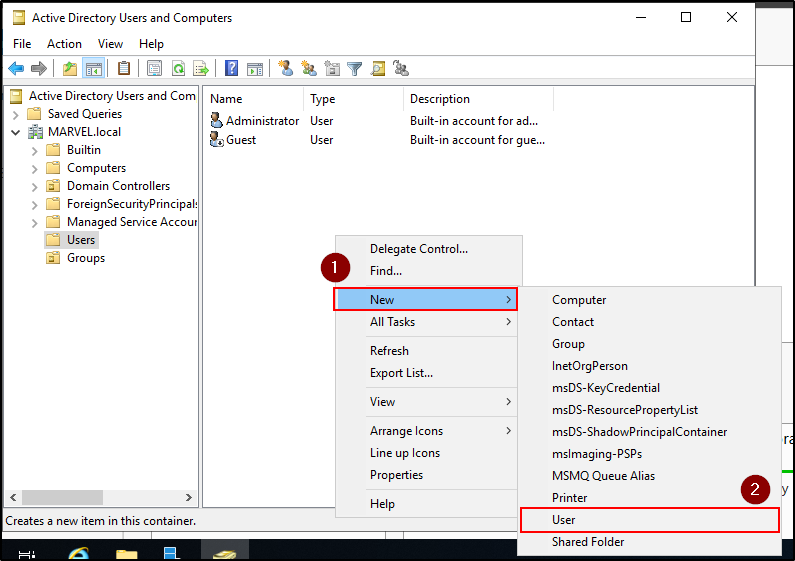 Active Directory Users and Computers
File Action View Help
Active Directory Users and Com
Saved Queries
MARVEL.local
Builtin
Computers
Domain Controllers
ForeignSecurityPrincipals
Managed Service Accour
Users
Groups
Name Type Description
Administrator User Built-in account for ad...
Guest User Built-in account for gue...
1
Delegate Control...
Find...
New
All Tasks
Refresh
Export List...
View
Arrange Icons
Line up Icons
Properties
Help
Computer
Contact
Group
InetOrgPerson
msDS-KeyCredential
msDS-ResourcePropertyList
msDS-ShadowPrincipalContainer
msImaging-PSPs
MSMQ Queue Alias
Printer
2
User
Shared Folder
Creates a new item in this container.